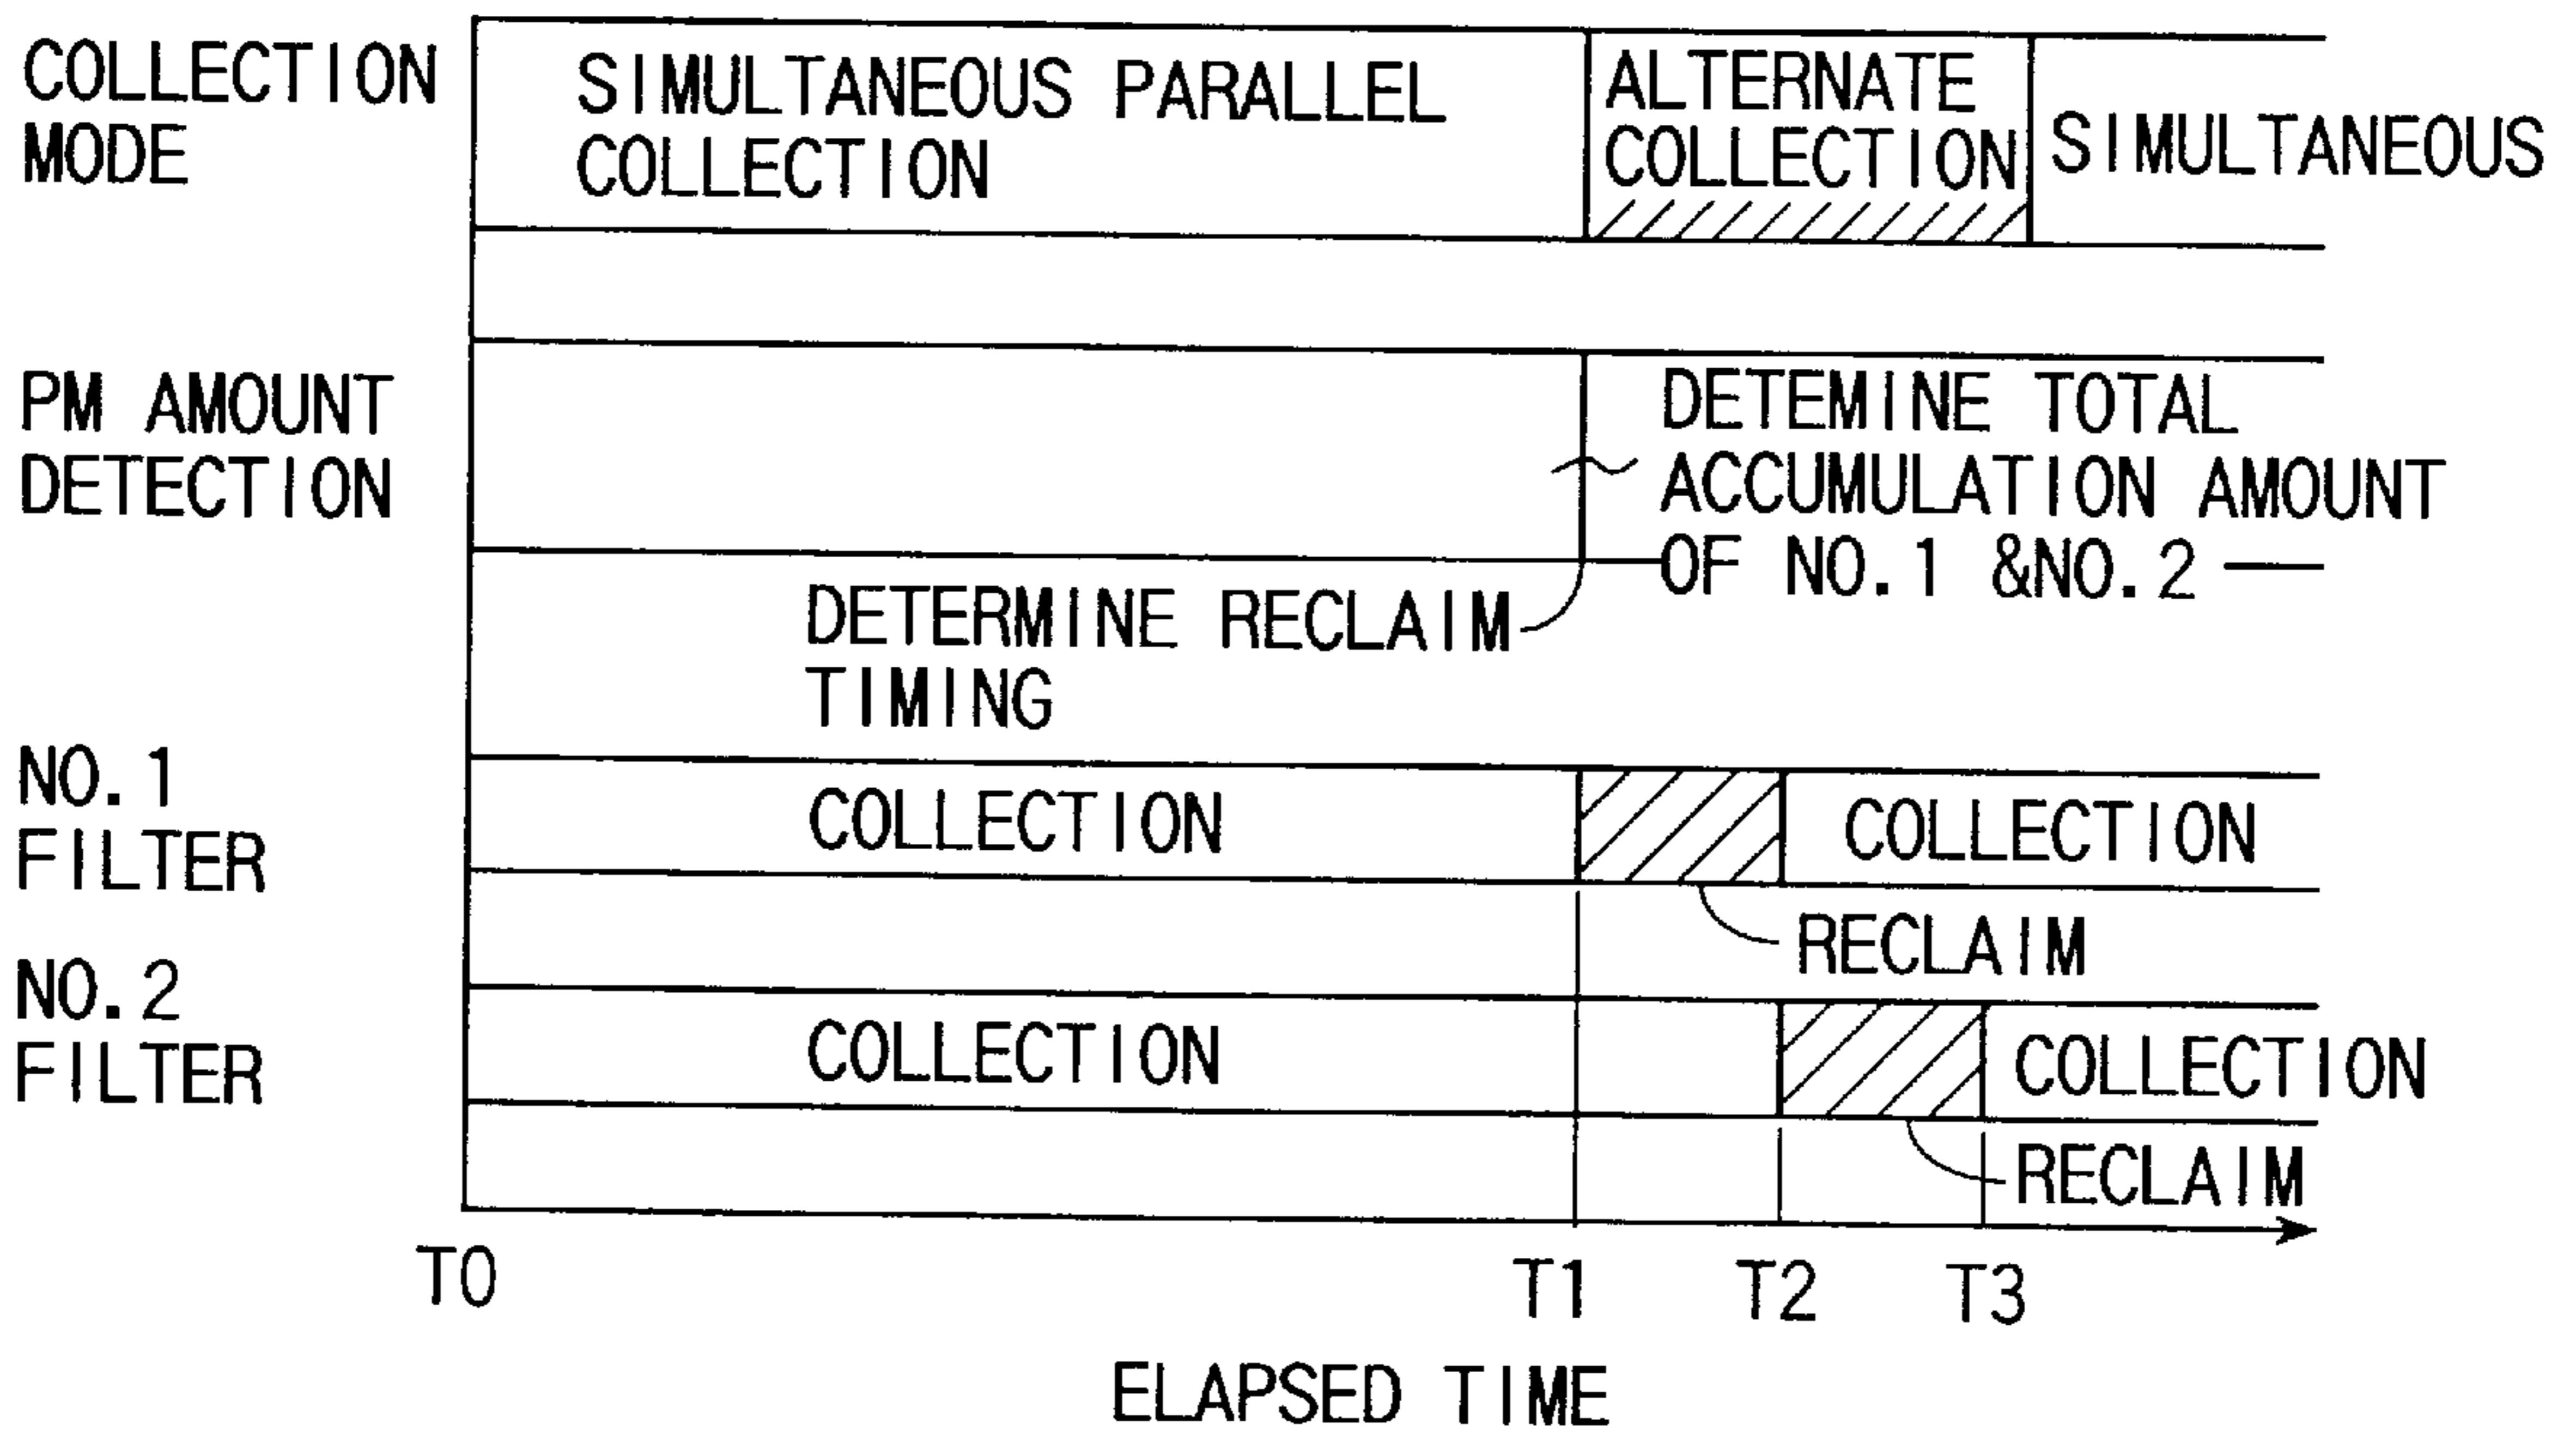 COLLECTION
MODE
SIMULTANEOUS PARALLEL
COLLECTION
ALTERNATE
COLLECTION
SIMULTANEOUS
PM AMOUNT
DETECTION
DETEMINE TOTAL
ACCUMULATION AMOUNT
OF NO.1 &NO.2
DETERMINE RECLAIM
TIMING
NO.1
FILTER
COLLECTION
COLLECTION
RECLAIM
NO.2
FILTER
COLLECTION
COLLECTION
RECLAIM
T0
T1
T2
T3
ELAPSED TIME